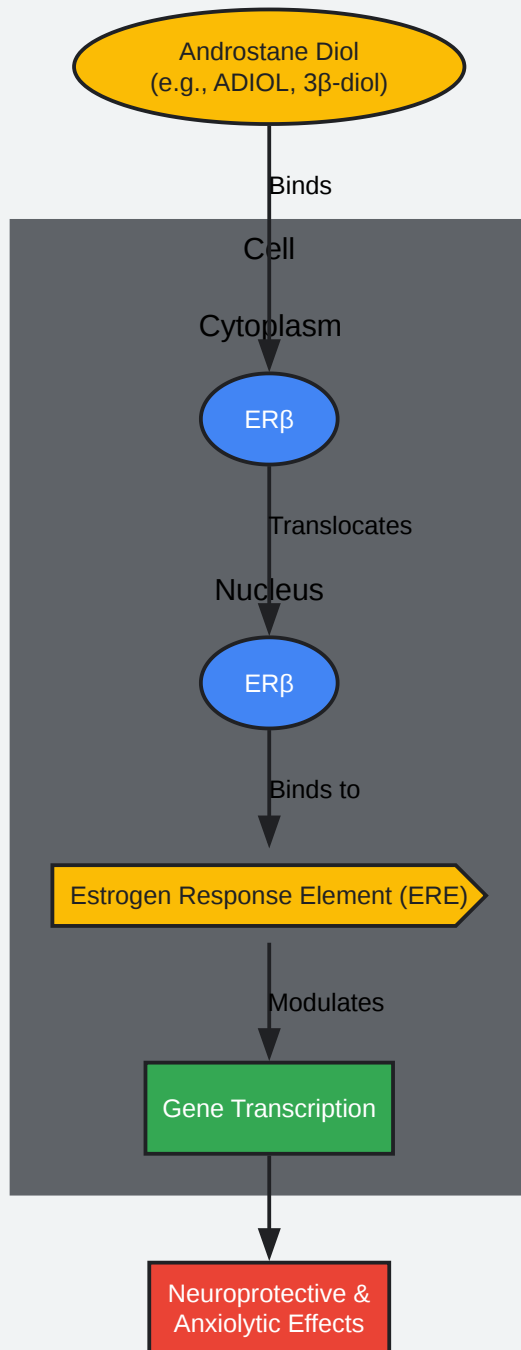 Androstane Diol
(e.g., ADIOL, 3β-diol)
Binds
Cell
Cytoplasm
ERβ
Translocates
Nucleus
ERβ
Binds to
Estrogen Response Element (ERE)
Modulates
Gene Transcription
Neuroprotective &
Anxiolytic Effects